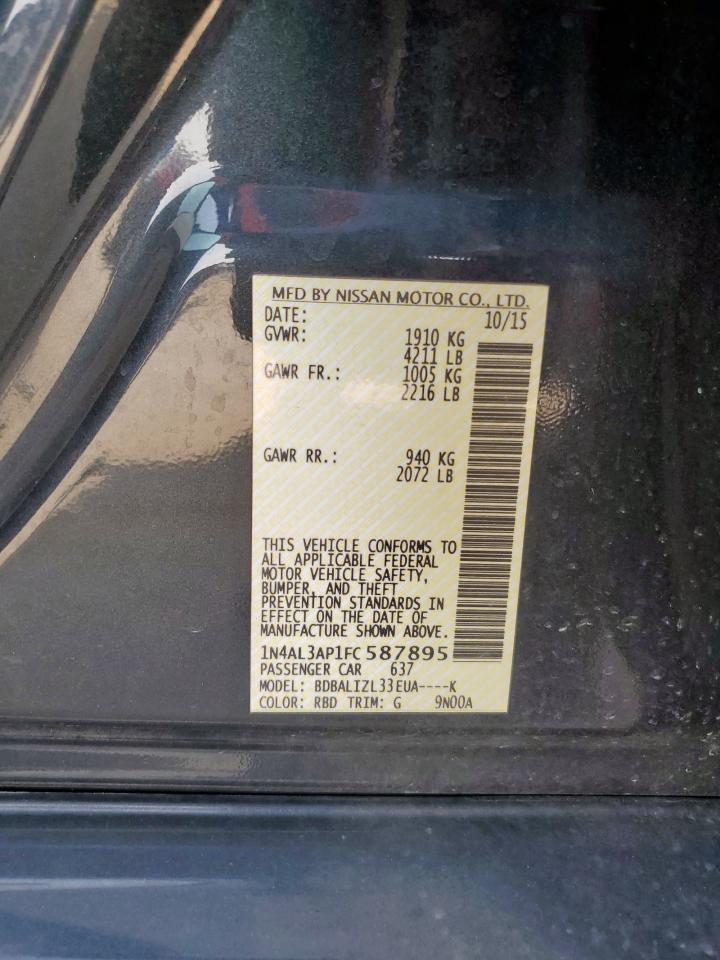 MFD BY NISSAN MOTOR CO., LTD.
DATE: 10/15
GVWR: 1910 KG
4211 LB
GAWR FR.: 1005 KG
2216 LB
GAWR RR.: 940 KG
2072 LB
THIS VEHICLE CONFORMS TO
ALL APPLICABLE FEDERAL
MOTOR VEHICLE SAFETY,
BUMPER, AND THEFT
PREVENTION STANDARDS IN
EFFECT ON THE DATE OF
MANUFACTURE SHOWN ABOVE.
1N4AL3AP1FC587895
PASSENGER CAR 637
MODEL: BDBALIZL33EUA----K
COLOR: RBD TRIM: G 9N00A